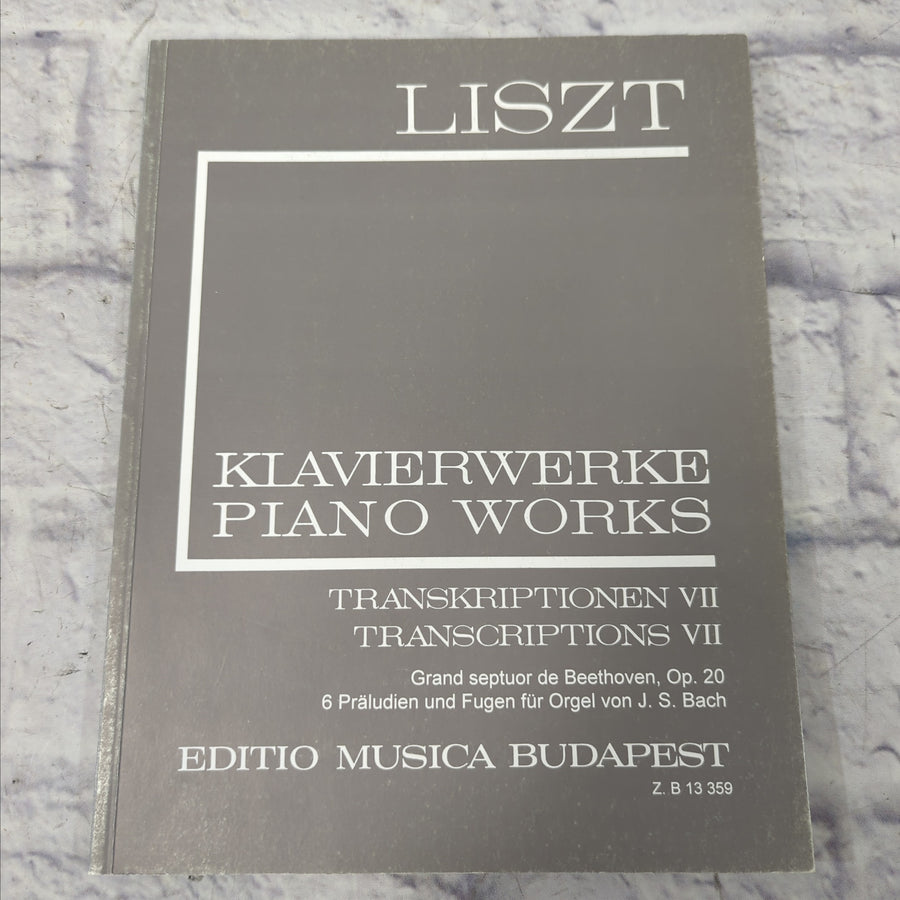 LISZT
KLAVIERWERKE
PIANO WORKS
TRANSKRIPTIONEN VII
TRANSCRIPTIONS VII
Grand septuor de Beethoven, Op. 20
6 Präludien und Fugen für Orgel von J. S. Bach
EDITIO MUSICA BUDAPEST
Z. B 13 359